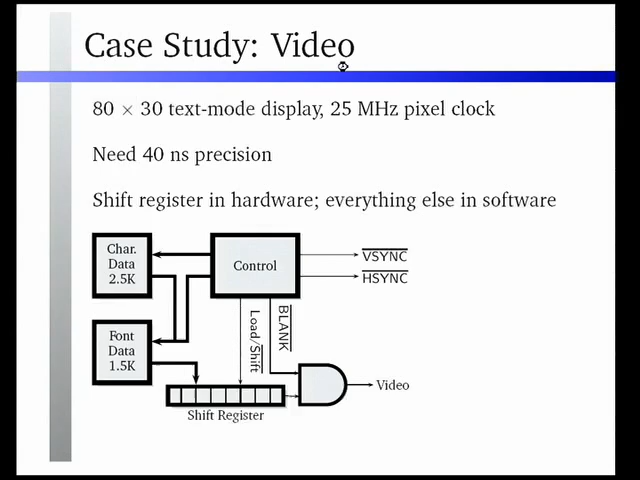 Case Study: Video
80 × 30 text-mode display, 25 MHz pixel clock
Need 40 ns precision
Shift register in hardware; everything else in software
Char.
Data
2.5K
Control
VSYNC
HSYNC
Font
Data
1.5K
Load/Shift
BLANK
Video
Shift Register